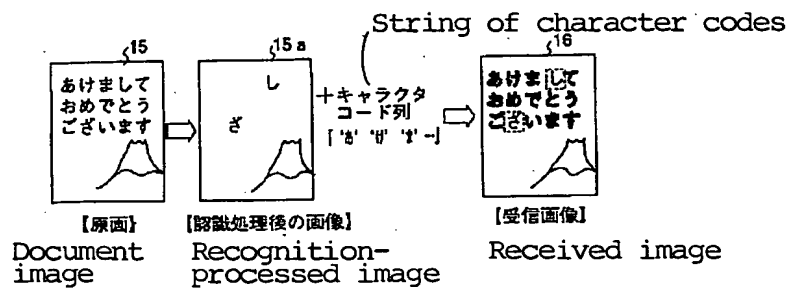 String of character codes
15
15a
16
あけまして
おめでとう
ございます
し
ざ
＋キャラクタ
コード列
「'あ' 'け' 'ま' …」
あけまして
おめでとう
ございます
【原画】
【認識処理後の画像】
【受信画像】
Document
image
Recognition-
processed image
Received image